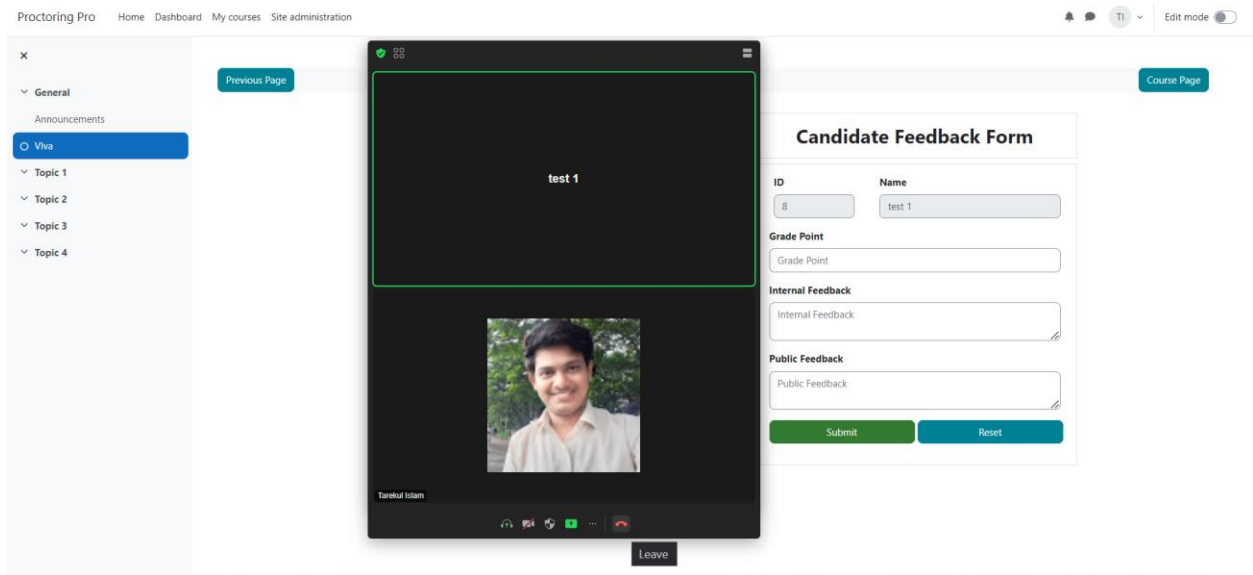 Proctoring Pro Home Dashboard My courses Site administration TI Edit mode
Previous Page Course Page
General
Announcements
VIva
Topic 1
Topic 2
Topic 3
Topic 4
test 1
Tarekul Islam
Leave
Candidate Feedback Form
ID Name
8 test 1
Grade Point
Grade Point
Internal Feedback
Internal Feedback
Public Feedback
Public Feedback
Submit Reset